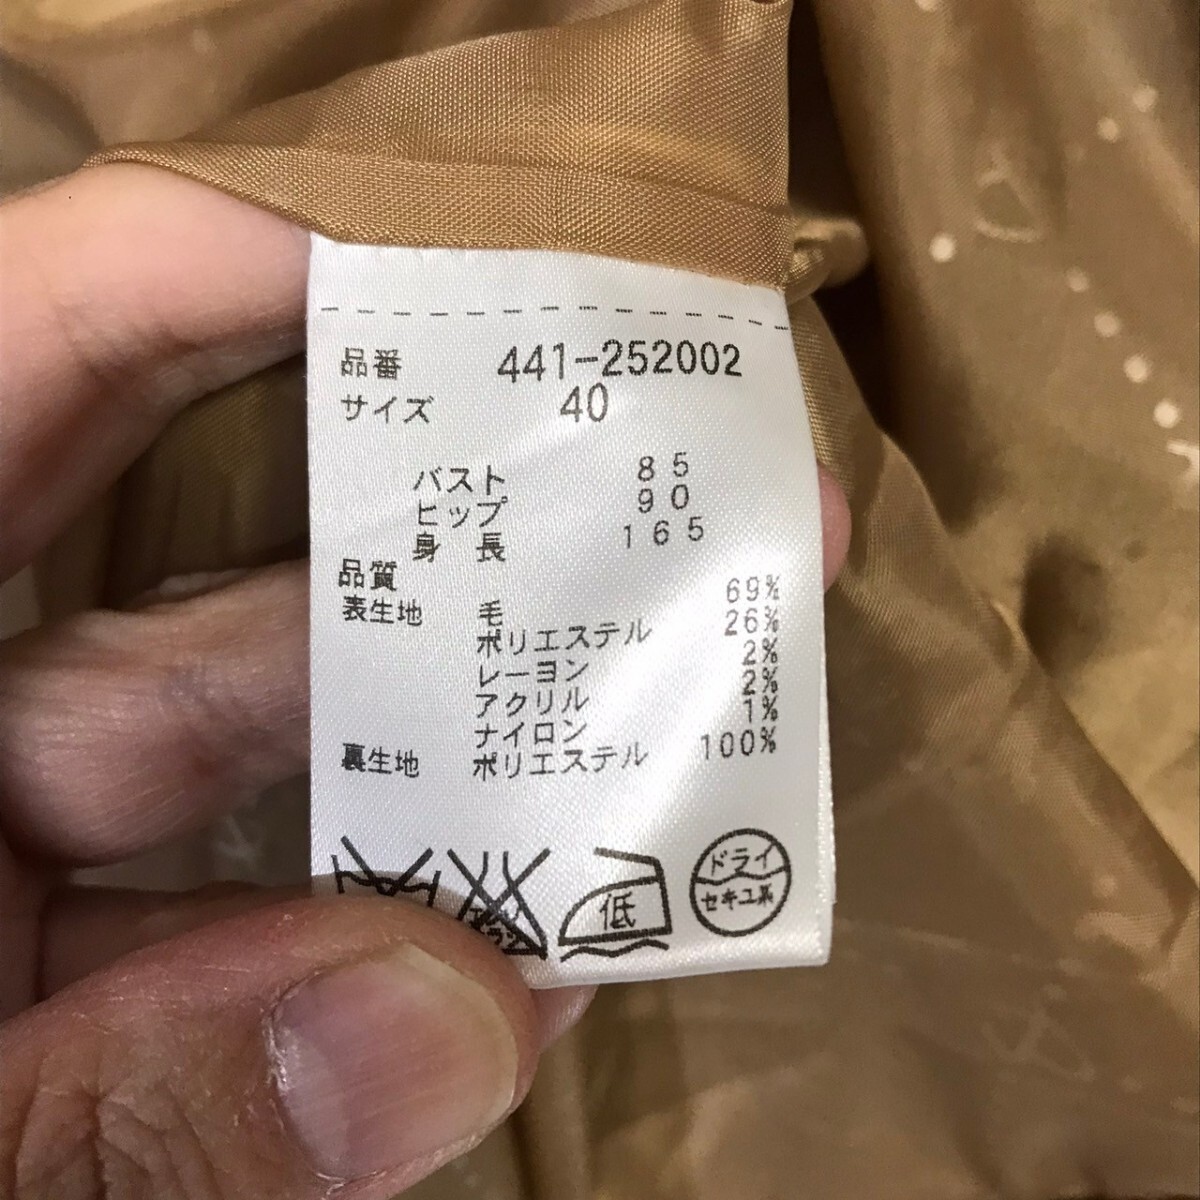 品番 441-252002
サイズ 40
バスト 85
ヒップ 90
身長 165
品質
表生地 毛 69%
ポリエステル 26%
レーヨン 2%
アクリル 2%
ナイロン 1%
裏生地 ポリエステル 100%
低
ドライ
セキユ系